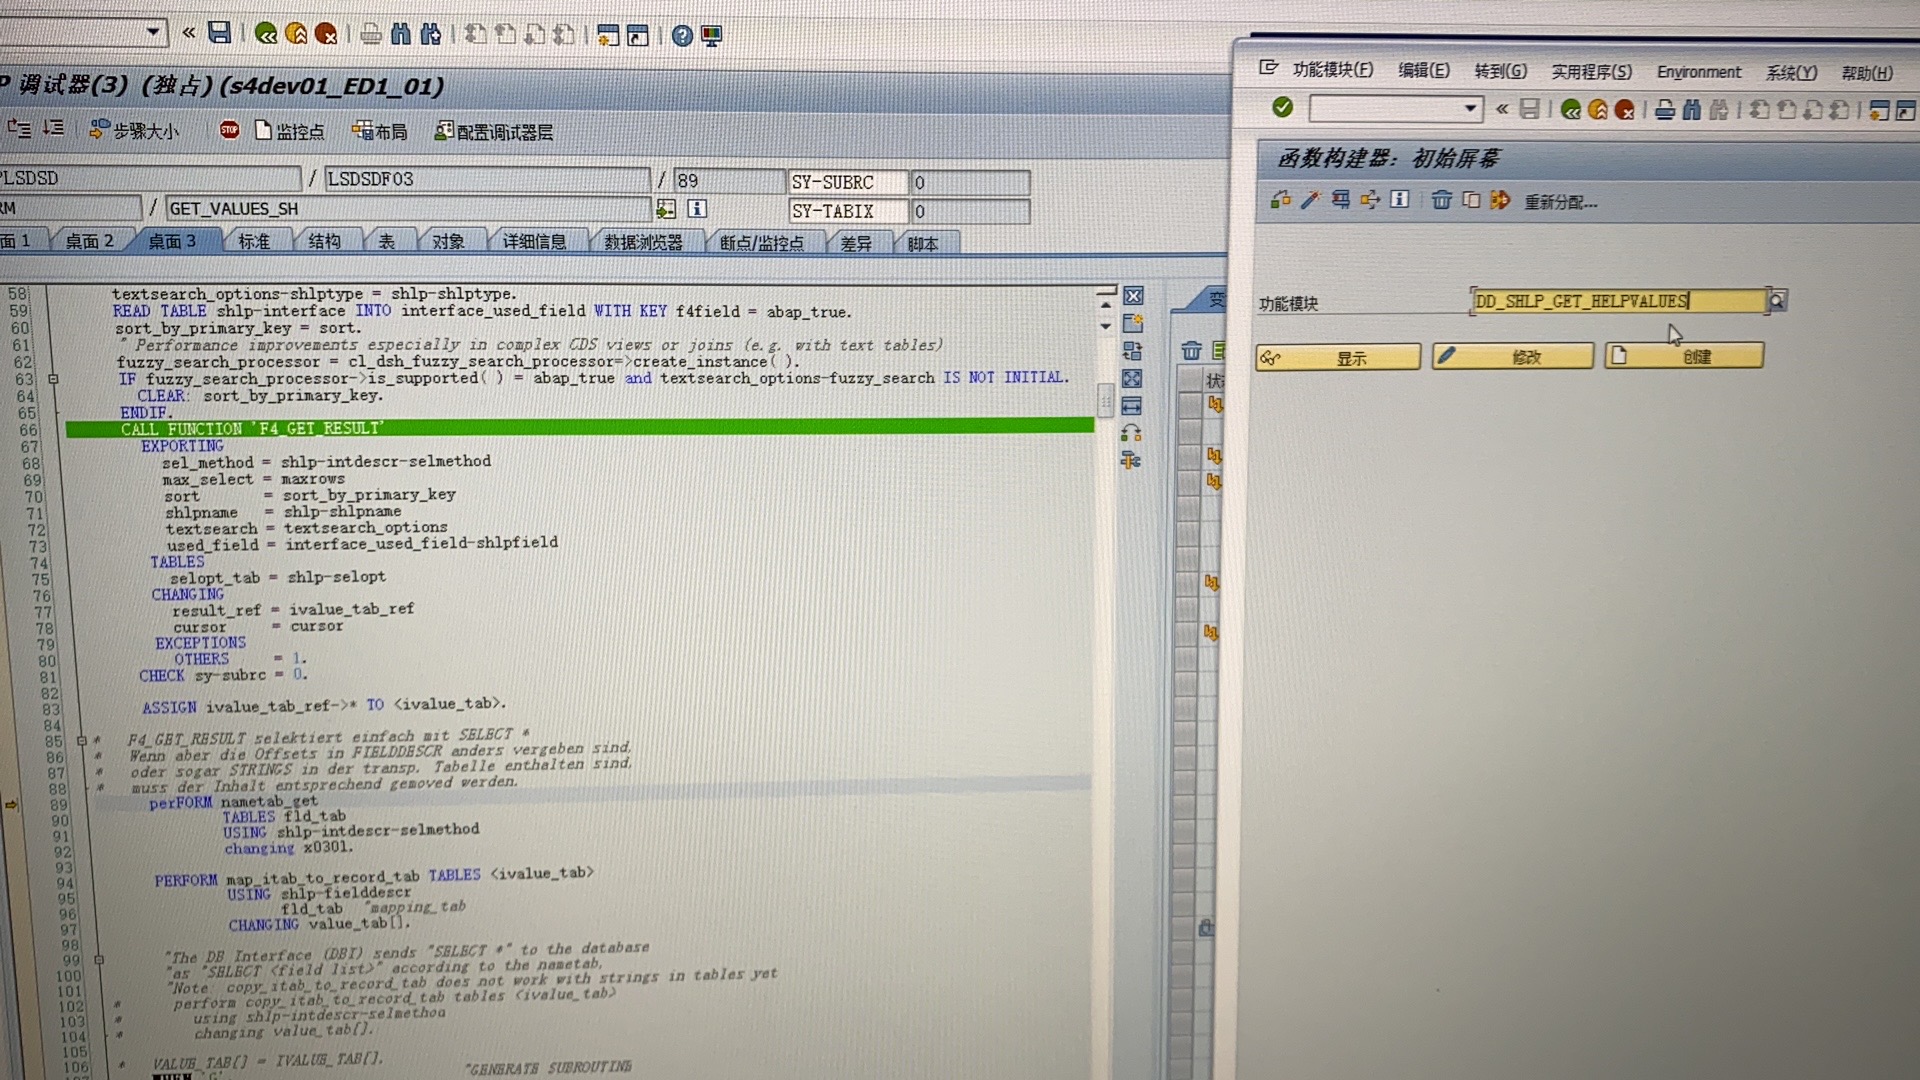 调试器(3) (独占)(s4dev01_ED1_01)
步骤大小 STOP 监控点 布局 配置调试器层
LSDSD / LSDSDF03 / 89 SY-SUBRC 0
RM / GET_VALUES_SH SY-TABIX 0
面 1 桌面 2 桌面 3 标准 结构 表 对象 详细信息 数据浏览器 断点/监控点 差异 脚本
58 textsearch_options-shlptype = shlp-shlptype.
59 READ TABLE shlp-interface INTO interface_used_field WITH KEY f4field = abap_true.
60 sort_by_primary_key = sort.
61 " Performance improvements especially in complex CDS views or joins (e.g. with text tables)
62 fuzzy_search_processor = cl_dsh_fuzzy_search_processor=>create_instance( ).
63 IF fuzzy_search_processor->is_supported( ) = abap_true and textsearch_options-fuzzy_search IS NOT INITIAL.
64 CLEAR: sort_by_primary_key.
65 ENDIF.
66 CALL FUNCTION 'F4_GET_RESULT'
67 EXPORTING
68 sel_method = shlp-intdescr-selmethod
69 max_select = maxrows
70 sort = sort_by_primary_key
71 shlpname = shlp-shlpname
72 textsearch = textsearch_options
73 used_field = interface_used_field-shlpfield
74 TABLES
75 selopt_tab = shlp-selopt
76 CHANGING
77 result_ref = ivalue_tab_ref
78 cursor = cursor
79 EXCEPTIONS
80 OTHERS = 1.
81 CHECK sy-subrc = 0.
82
83 ASSIGN ivalue_tab_ref->* TO <ivalue_tab>.
84
85 * F4_GET_RESULT selektiert einfach mit SELECT *
86 * Wenn aber die Offsets in FIELDDESCR anders vergeben sind,
87 * oder sogar STRINGS in der transp. Tabelle enthalten sind,
88 * muss der Inhalt entsprechend gemoved werden.
89 perFORM nametab_get
90 TABLES fld_tab
91 USING shlp-intdescr-selmethod
92 changing x0301.
93
94 PERFORM map_itab_to_record_tab TABLES <ivalue_tab>
95 USING shlp-fielddescr
96 fld_tab "mapping_tab
97 CHANGING value_tab[].
98
99 "The DB Interface (DBI) sends "SELECT *" to the database
100 "as "SELECT <field list>" according to the nametab.
101 "Note: copy_itab_to_record_tab does not work with strings in tables yet
102 * perform copy_itab_to_record_tab tables <ivalue_tab>
103 * using shlp-intdescr-selmethod
104 * changing value_tab[].
105
106 * VALUE_TAB[] = IVALUE_TAB[]. "GENERATE SUBROUTINE
变
状
功能模块(F) 编辑(E) 转到(G) 实用程序(S) Environment 系统(Y) 帮助(H)
函数构建器: 初始屏幕
重新分配...
功能模块 DD_SHLP_GET_HELPVALUES
显示 修改 创建